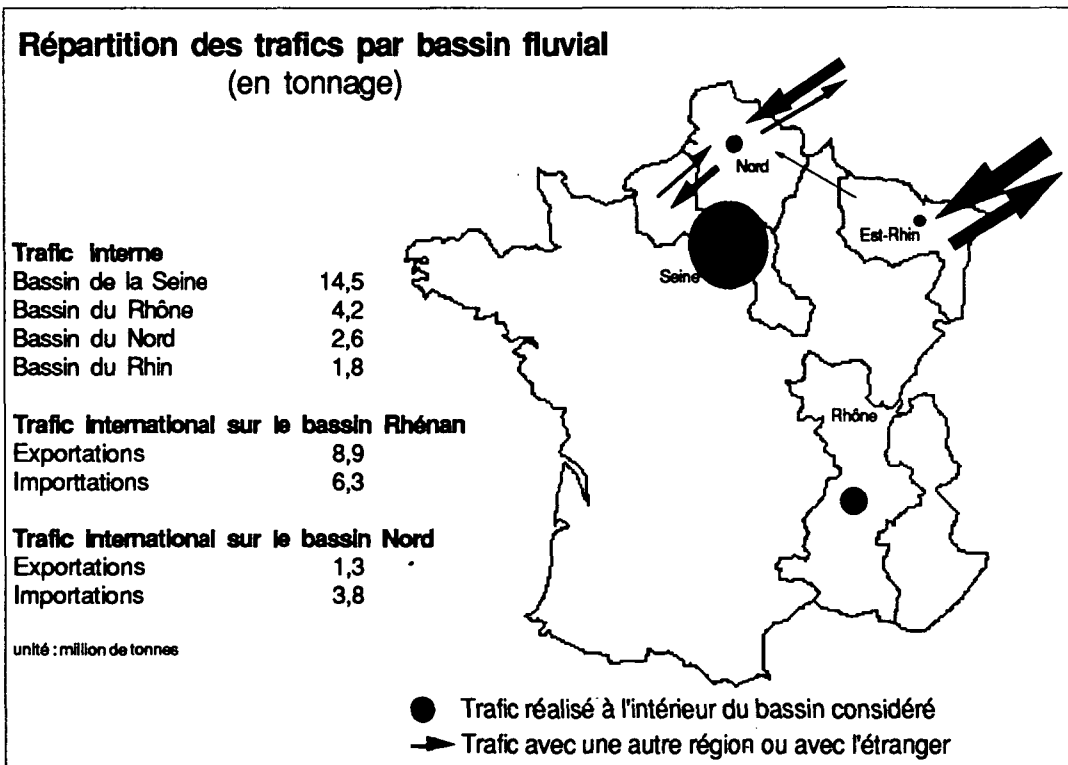 Répartition des trafics par bassin fluvial
(en tonnage)
Trafic interne
Bassin de la Seine 14,5
Bassin du Rhône 4,2
Bassin du Nord 2,6
Bassin du Rhin 1,8
Trafic international sur le bassin Rhénan
Exportations 8,9
Importtations 6,3
Trafic international sur le bassin Nord
Exportations 1,3
Importations 3,8
unité : million de tonnes
Nord
Est-Rhin
Seine
Rhône
Trafic réalisé à l'intérieur du bassin considéré
Trafic avec une autre région ou avec l'étranger